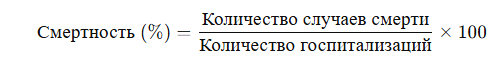 Смертность (%) = Количество случаев смерти / Количество госпитализаций × 100